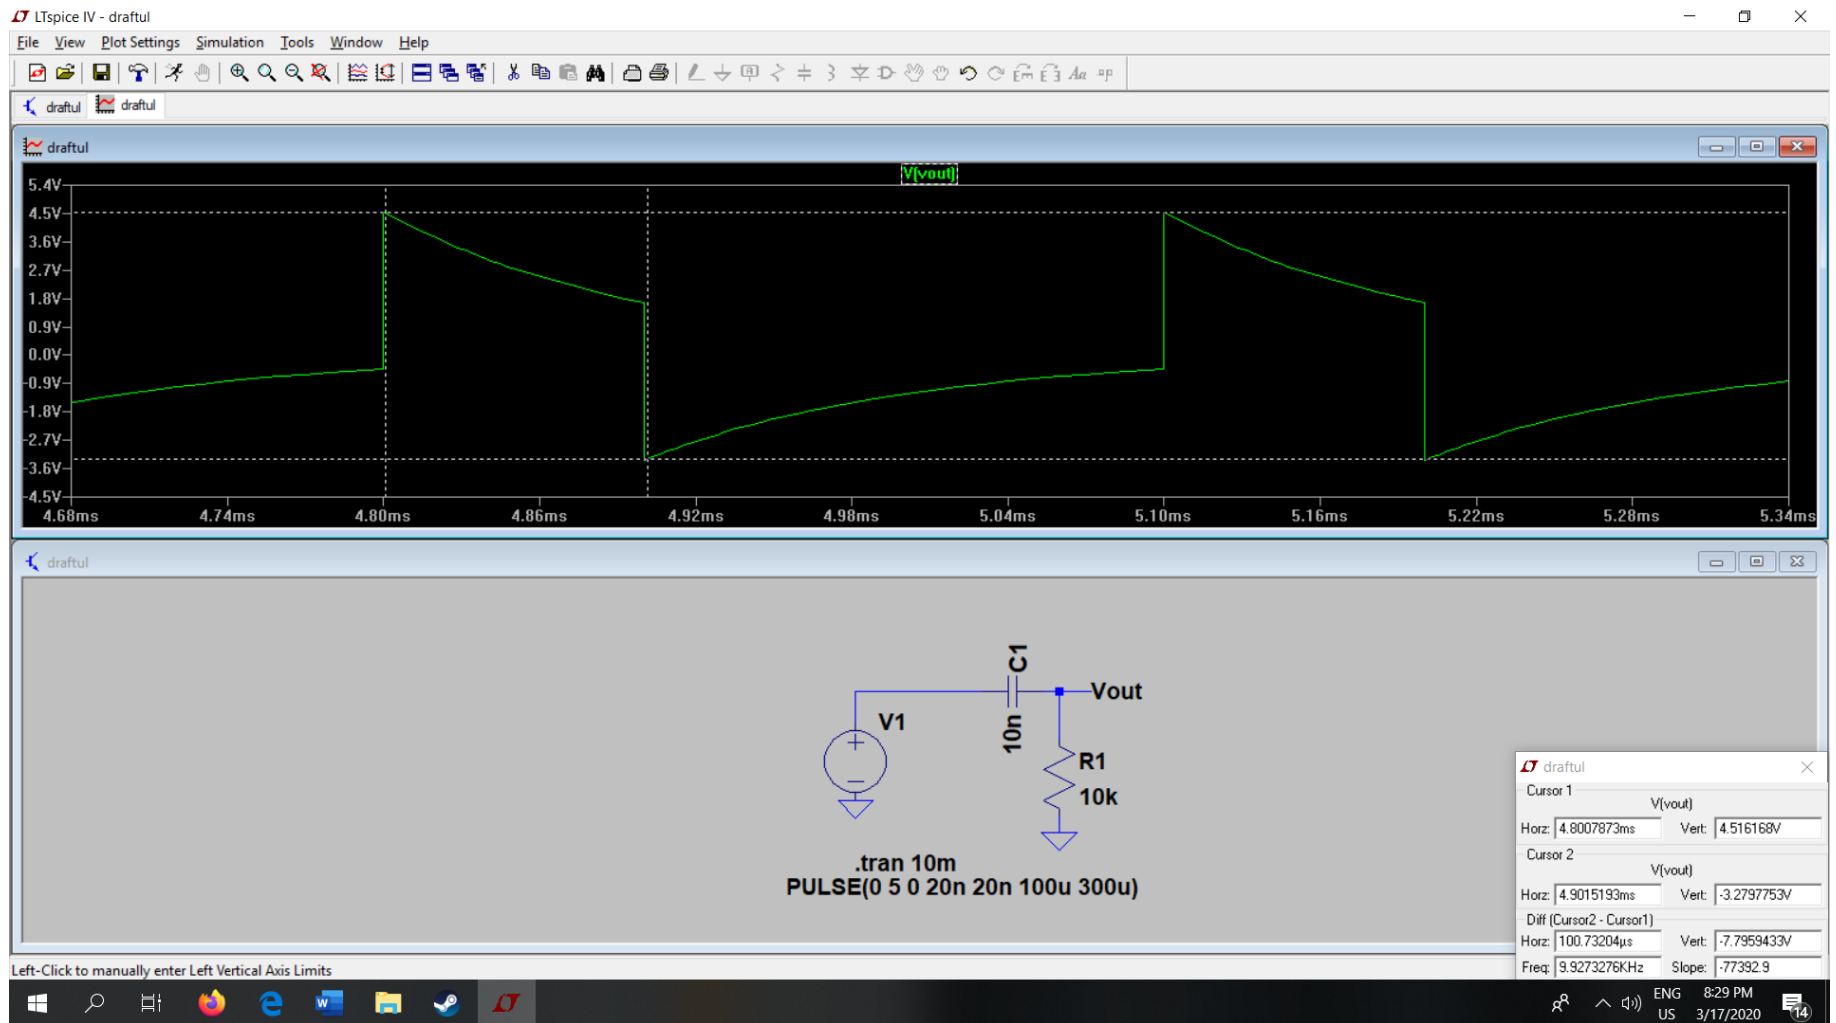 LTspice IV - draftul
File View Plot Settings Simulation Tools Window Help
draftul draftul
draftul
V(vout)
5.4V
4.5V
3.6V
2.7V
1.8V
0.9V
0.0V
-0.9V
-1.8V
-2.7V
-3.6V
-4.5V
4.68ms 4.74ms 4.80ms 4.86ms 4.92ms 4.98ms 5.04ms 5.10ms 5.16ms 5.22ms 5.28ms 5.34ms
draftul
C1
Vout
V1
10n
R1
10k
.tran 10m
PULSE(0 5 0 20n 20n 100u 300u)
draftul
Cursor 1
V(vout)
Horz: 4.8007873ms Vert: 4.516168V
Cursor 2
V(vout)
Horz: 4.9015193ms Vert: -3.2797753V
Diff (Cursor2 - Cursor1)
Horz: 100.73204µs Vert: -7.7959433V
Freq: 9.9273276KHz Slope: -77392.9
Left-Click to manually enter Left Vertical Axis Limits
ENG
US
8:29 PM
3/17/2020
14